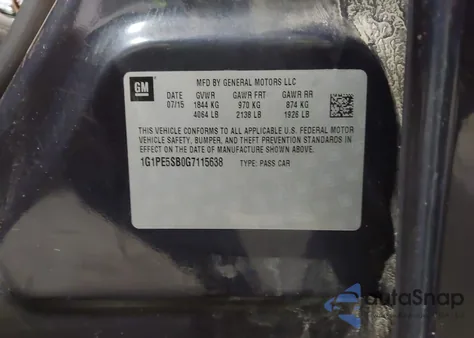 GM
MFD BY GENERAL MOTORS LLC
DATE GVWR GAWR FRT GAWR RR
07/15 1844 KG 970 KG 874 KG
4064 LB 2138 LB 1926 LB
THIS VEHICLE CONFORMS TO ALL APPLICABLE U.S. FEDERAL MOTOR
VEHICLE SAFETY, BUMPER, AND THEFT PREVENTION STANDARDS IN
EFFECT ON THE DATE OF MANUFACTURE SHOWN ABOVE.
1G1PE5SB0G7115638 TYPE: PASS CAR
autoSnap